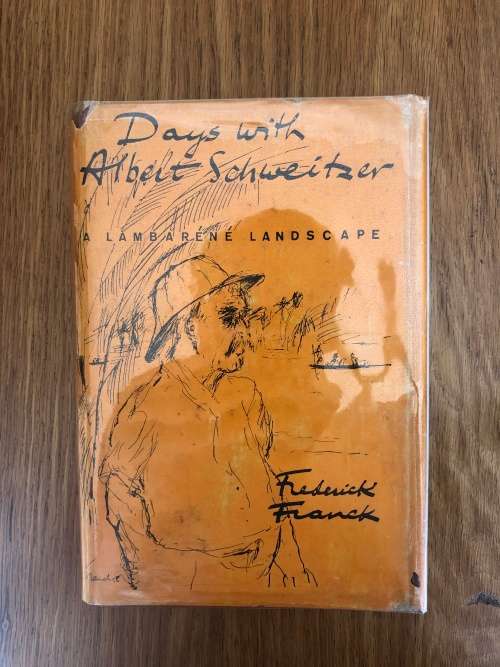 Days with
Albert Schweitzer
A LAMBARÉNÉ LANDSCAPE
Frederick
Franck